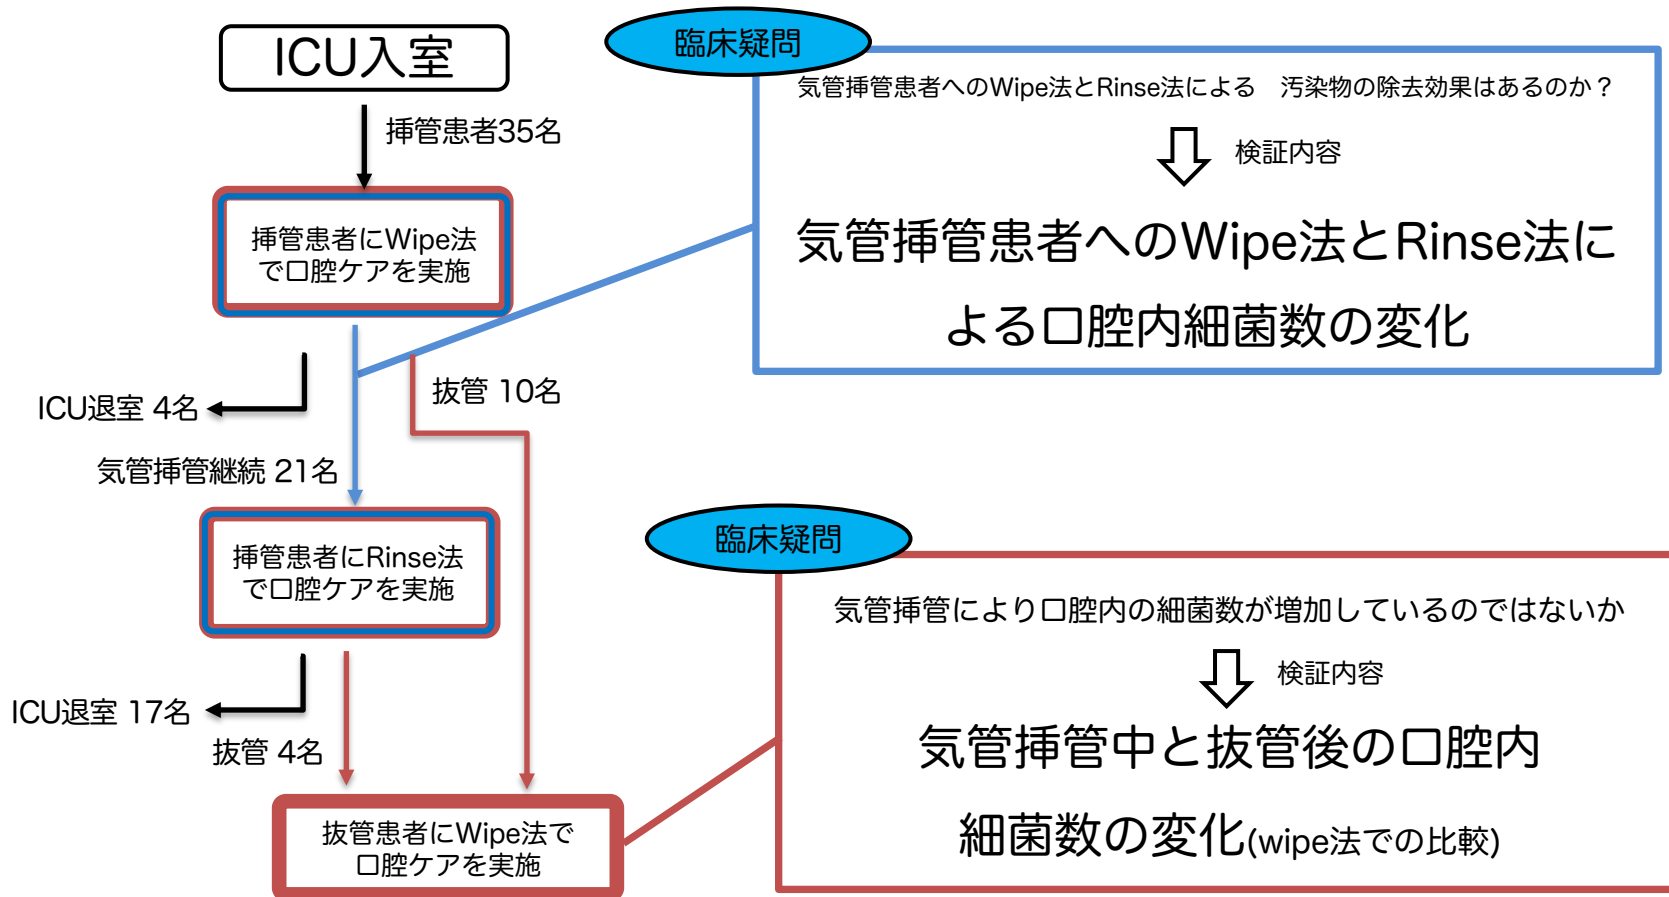 ICU入室
挿管患者35名
挿管患者にWipe法
で口腔ケアを実施
ICU退室 4名
抜管 10名
気管挿管継続 21名
挿管患者にRinse法
で口腔ケアを実施
ICU退室 17名
抜管 4名
抜管患者にWipe法で
口腔ケアを実施
臨床疑問
気管挿管患者へのWipe法とRinse法による　汚染物の除去効果はあるのか？
検証内容
気管挿管患者へのWipe法とRinse法に
よる口腔内細菌数の変化
臨床疑問
気管挿管により口腔内の細菌数が増加しているのではないか
検証内容
気管挿管中と抜管後の口腔内
細菌数の変化(wipe法での比較)